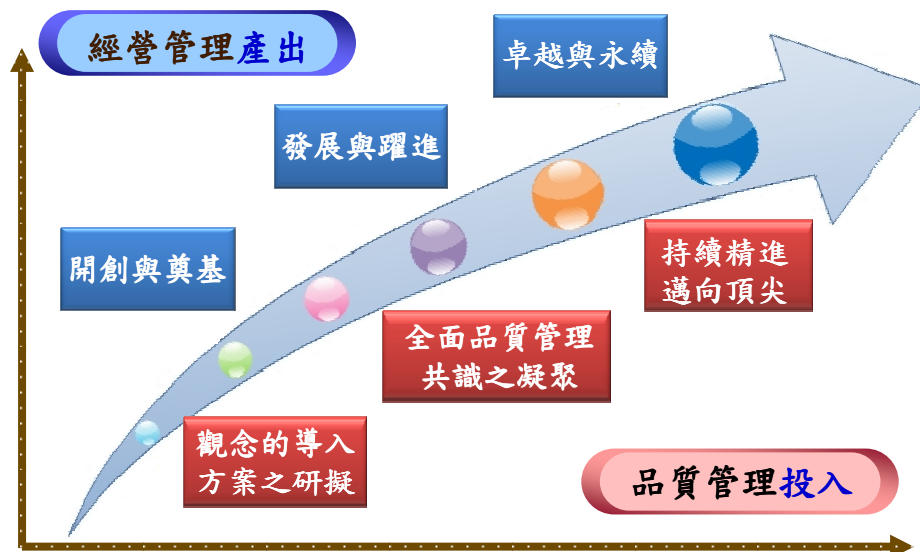 經營管理產出
卓越與永續
發展與躍進
開創與奠基
持續精進
邁向頂尖
全面品質管理
共識之凝聚
觀念的導入
方案之研擬
品質管理投入